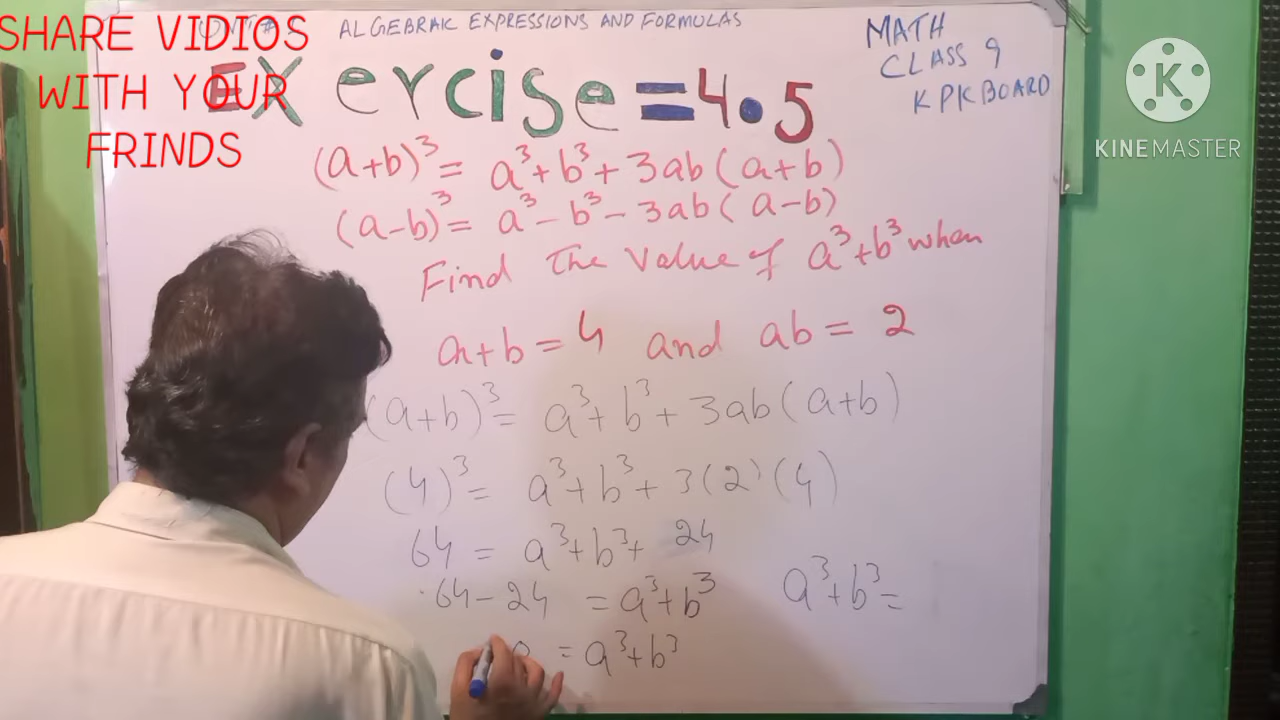 SHARE VIDIOS
WITH YOUR
FRINDS
ALGEBRAIC EXPRESSIONS AND FORMULAS
MATH
CLASS 9
KPK BOARD
K
KINEMASTER
EXercise=4.5
(a+b)³= a³+b³+3ab(a+b)
(a-b)³= a³-b³-3ab(a-b)
Find The Value of a³+b³ when
a+b=4 and ab=2
(a+b)³= a³+b³+3ab(a+b)
(4)³= a³+b³+3(2)(4)
64 = a³+b³+ 24
64-24 = a³+b³
a³+b³=
= a³+b³